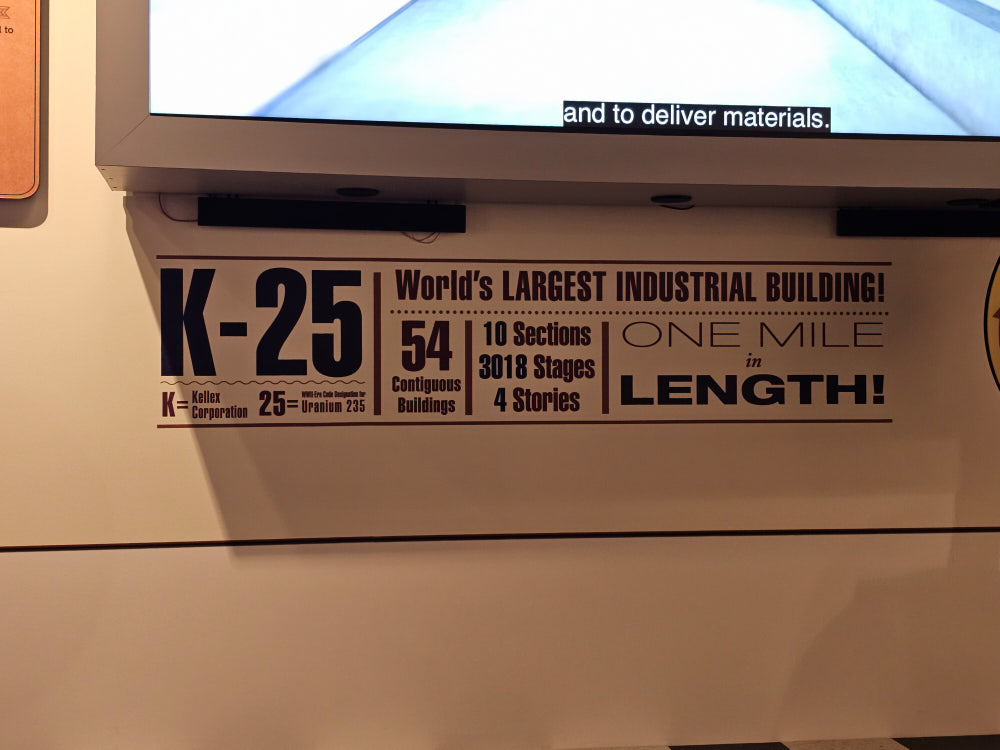 l to
and to deliver materials.
K-25
K= Kellex
Corporation
25= WWII-Era Code Designation for
Uranium 235
World's LARGEST INDUSTRIAL BUILDING!
54
Contiguous
Buildings
10 Sections
3018 Stages
4 Stories
ONE MILE
in
LENGTH!